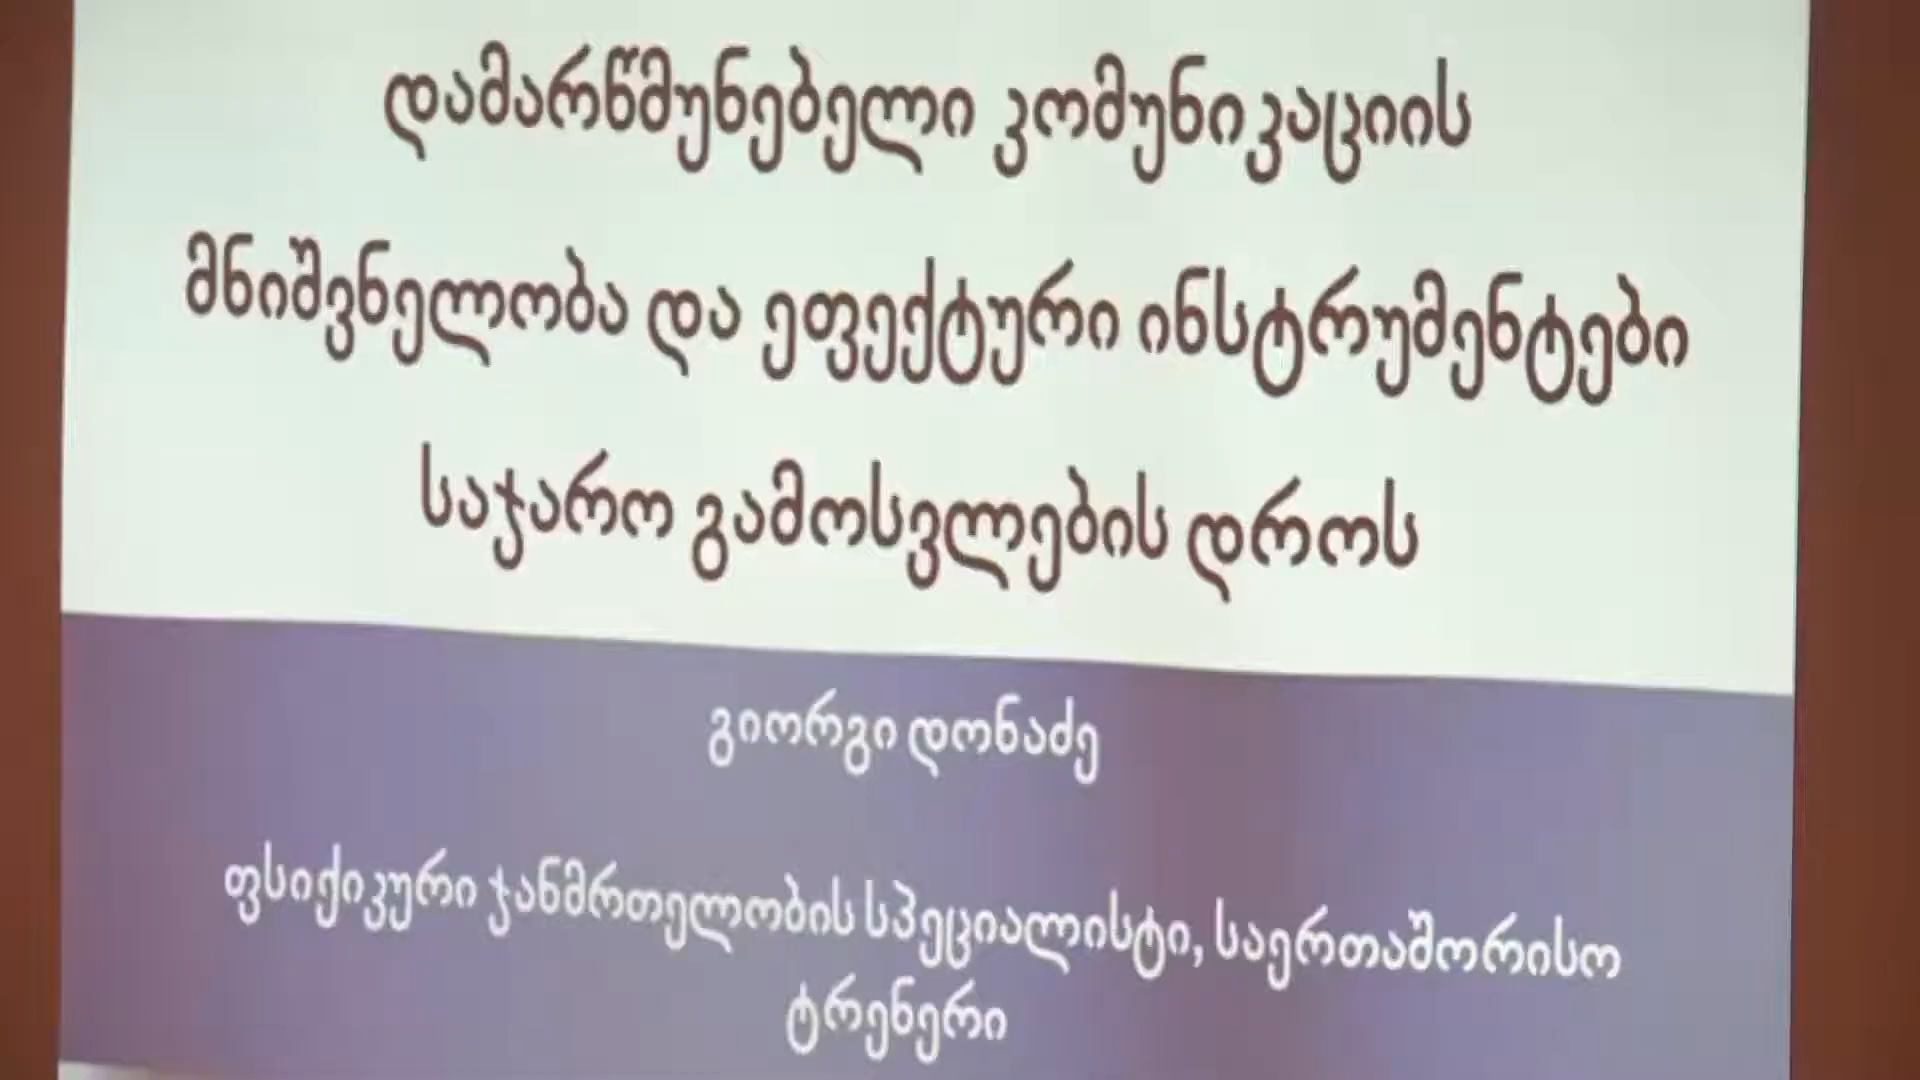 დამარწმუნებელი კომუნიკაციის
მნიშვნელობა და ეფექტური ინსტრუმენტები
საჯარო გამოსვლების დროს
გიორგი დონაძე
ფსიქიკური ჯანმრთელობის სპეციალისტი, საერთაშორისო
ტრენერი